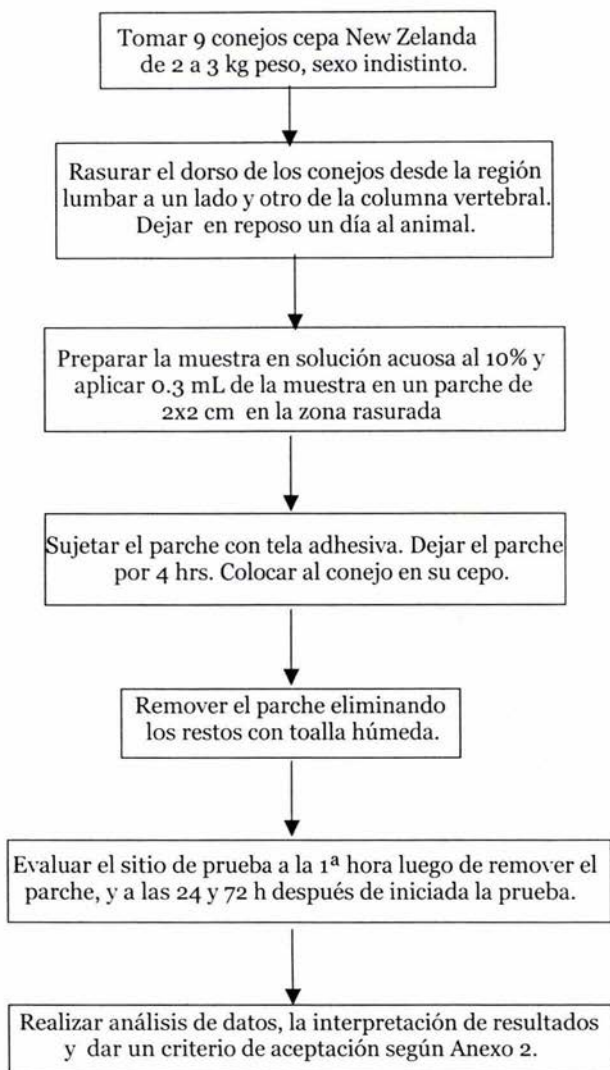 Tomar 9 conejos cepa New Zelanda
de 2 a 3 kg peso, sexo indistinto.
Rasurar el dorso de los conejos desde la región
lumbar a un lado y otro de la columna vertebral.
Dejar en reposo un día al animal.
Preparar la muestra en solución acuosa al 10% y
aplicar 0.3 mL de la muestra en un parche de
2x2 cm en la zona rasurada
Sujetar el parche con tela adhesiva. Dejar el parche
por 4 hrs. Colocar al conejo en su cepo.
Remover el parche eliminando
los restos con toalla húmeda.
Evaluar el sitio de prueba a la 1ª hora luego de remover el
parche, y a las 24 y 72 h después de iniciada la prueba.
Realizar análisis de datos, la interpretación de resultados
y dar un criterio de aceptación según Anexo 2.